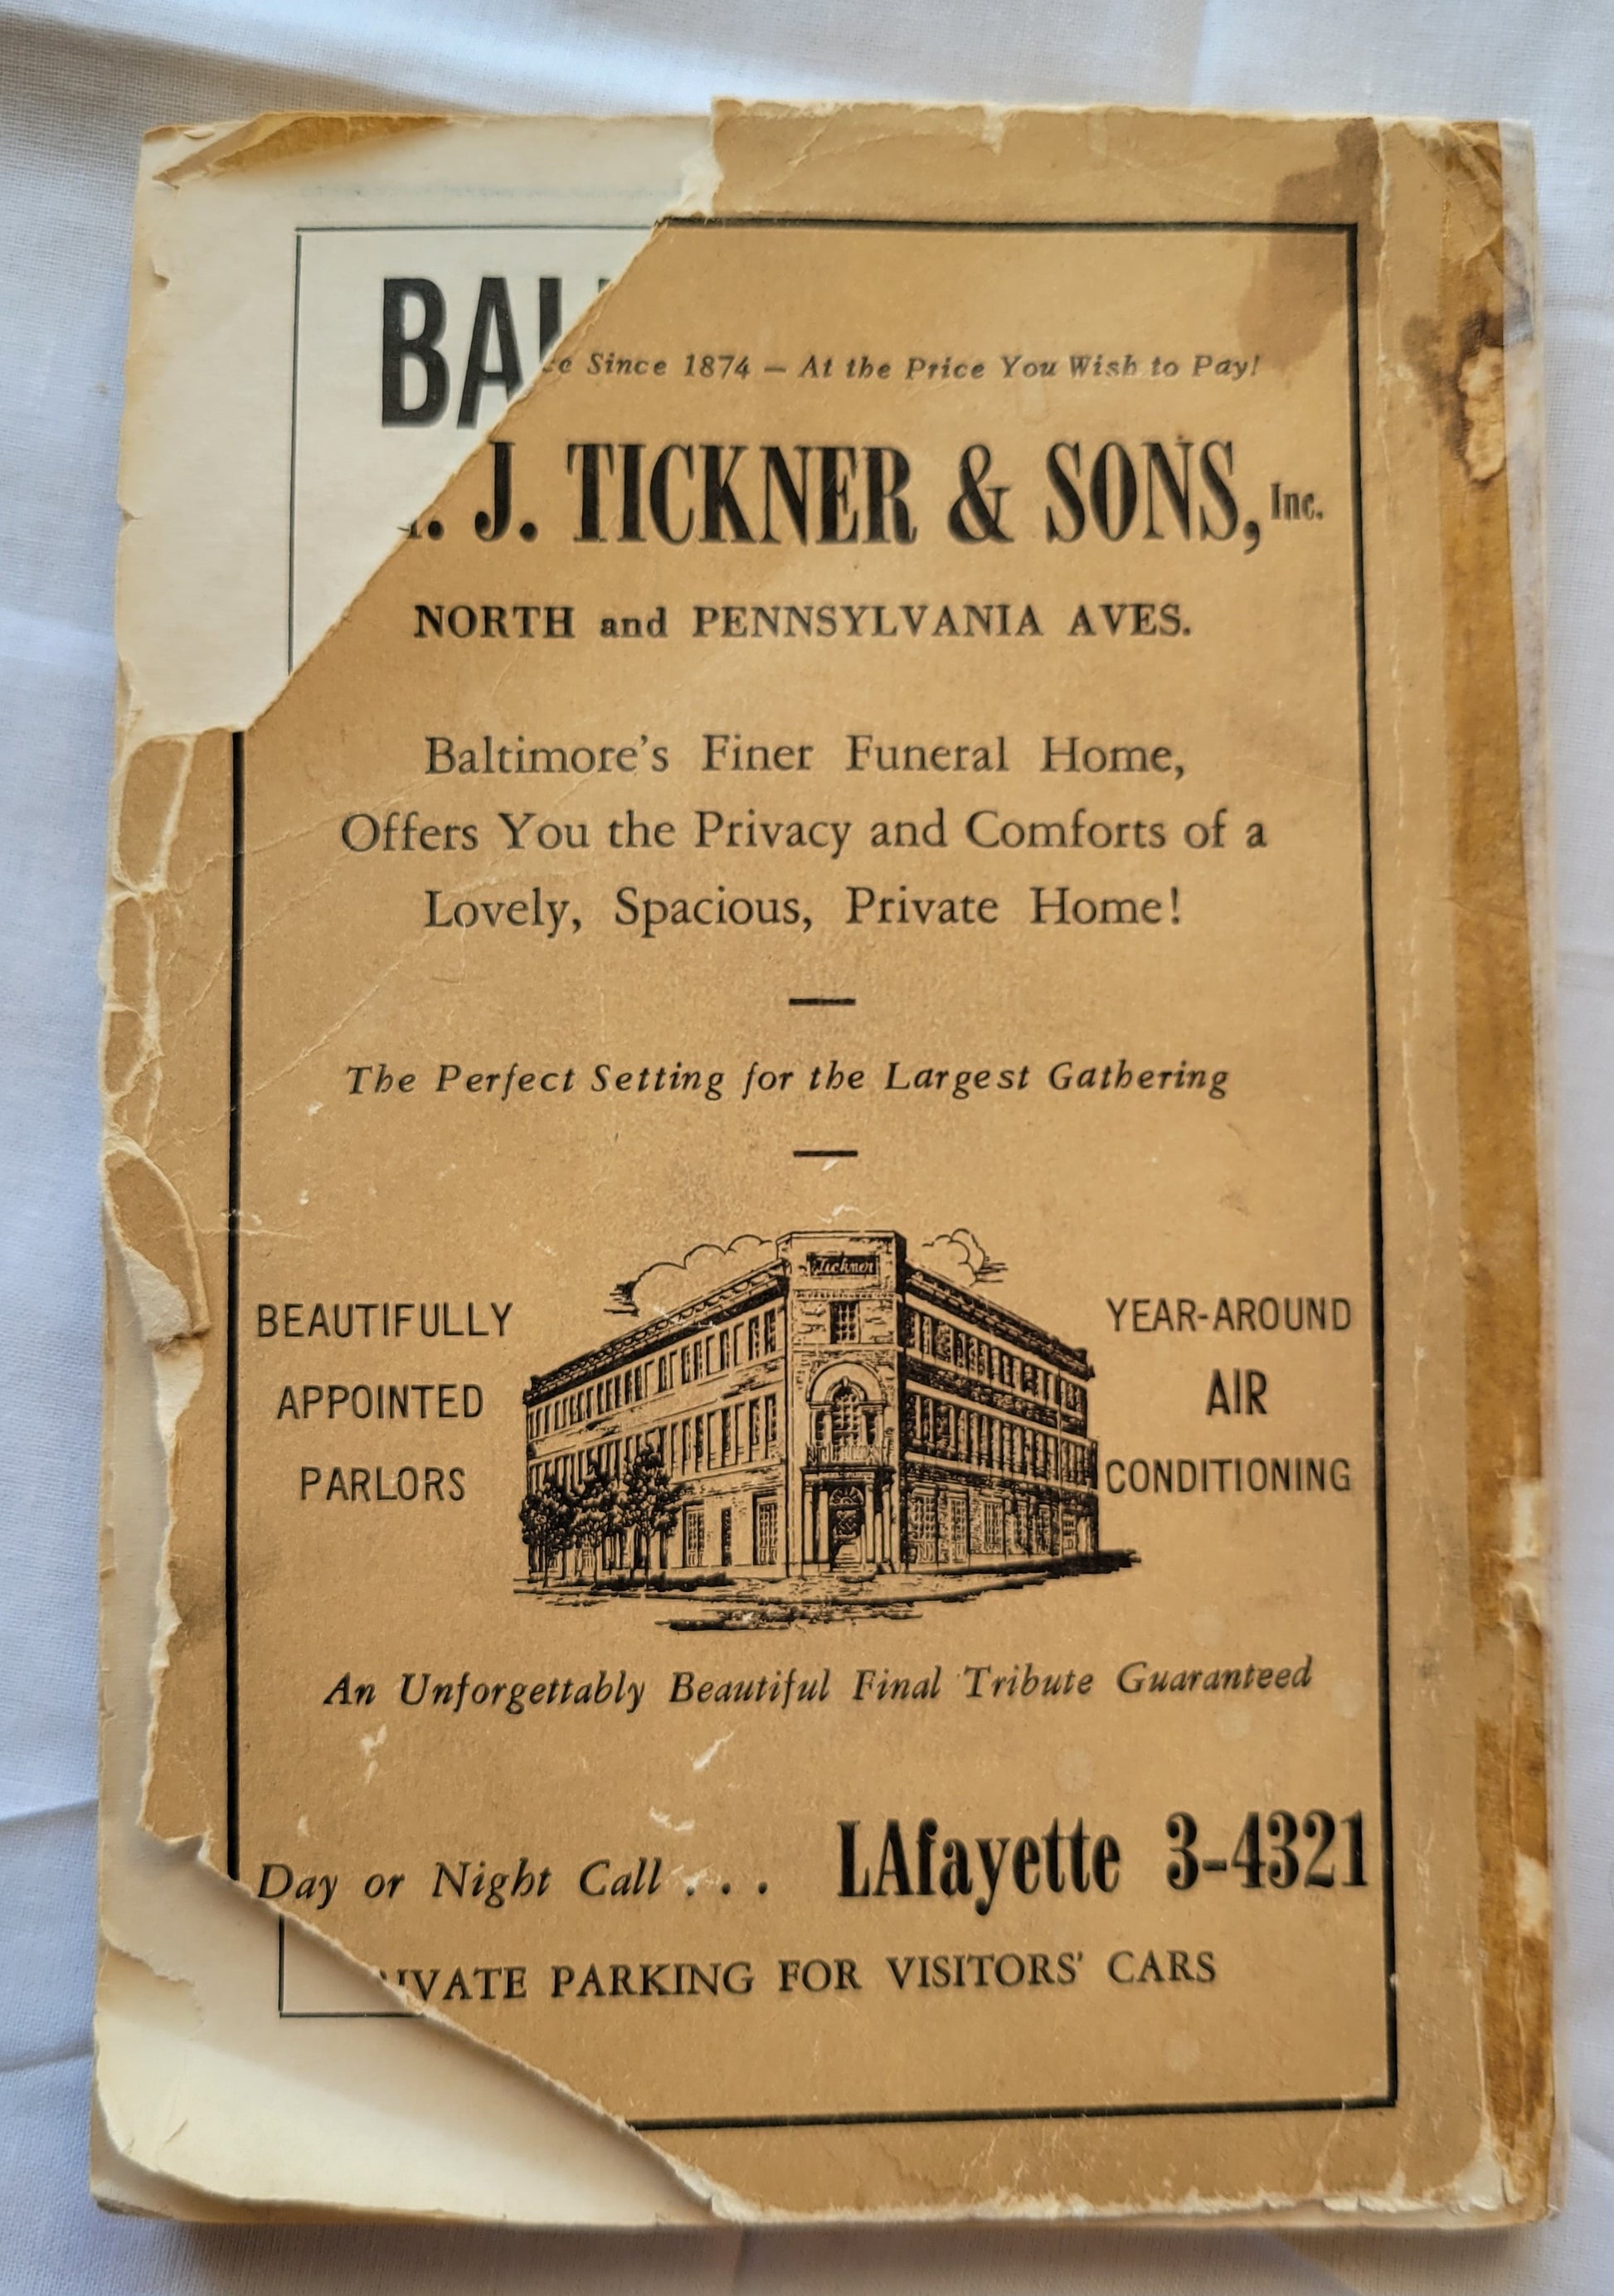 BAL
Since 1874 — At the Price You Wish to Pay!
J. TICKNER & SONS, Inc.
NORTH and PENNSYLVANIA AVES.
Baltimore's Finer Funeral Home,
Offers You the Privacy and Comforts of a
Lovely, Spacious, Private Home!
The Perfect Setting for the Largest Gathering
Tickner
BEAUTIFULLY
APPOINTED
PARLORS
YEAR-AROUND
AIR
CONDITIONING
An Unforgettably Beautiful Final Tribute Guaranteed
Day or Night Call . . . LAfayette 3-4321
VATE PARKING FOR VISITORS' CARS